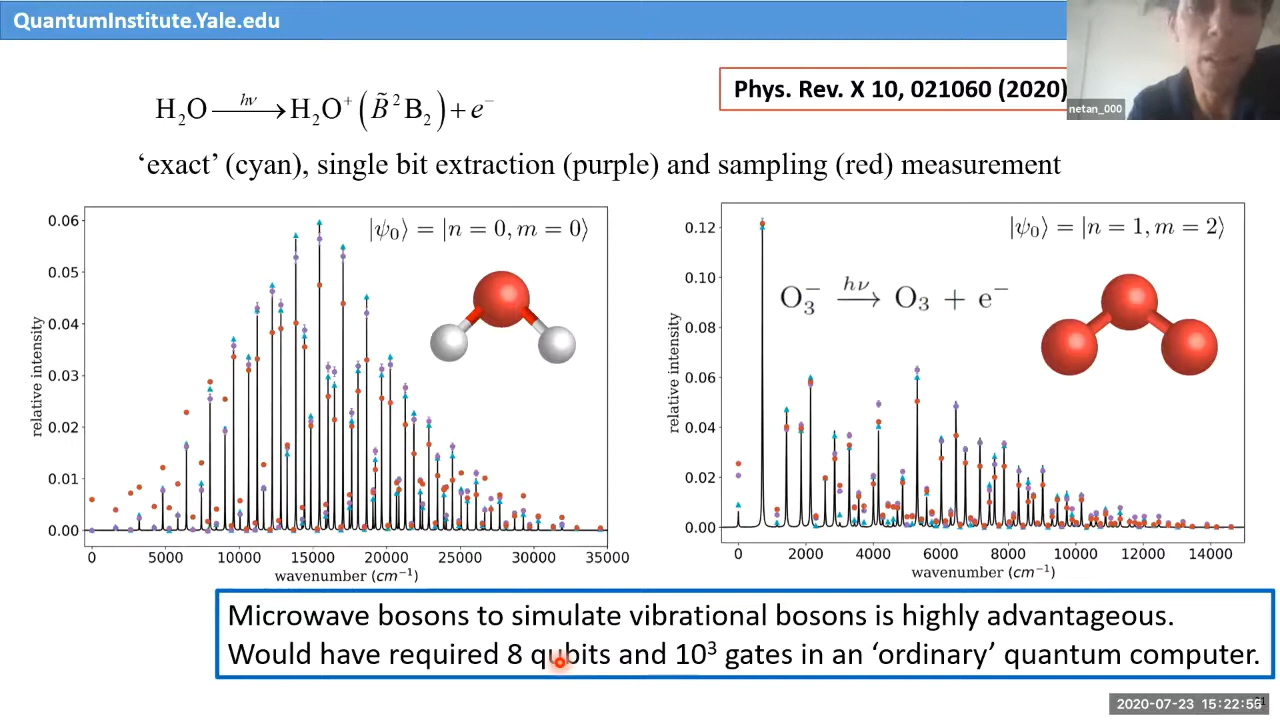 QuantumInstitute.Yale.edu
netan_000
Phys. Rev. X 10, 021060 (2020)
H₂O —hν→ H₂O⁺ (B̃ ²B₂) + e⁻
‘exact’ (cyan), single bit extraction (purple) and sampling (red) measurement
|ψ₀⟩ = |n = 0, m = 0⟩
relative intensity
0.06
0.05
0.04
0.03
0.02
0.01
0.00
0 5000 10000 15000 20000 25000 30000 35000
wavenumber (cm⁻¹)
|ψ₀⟩ = |n = 1, m = 2⟩
O₃⁻ —hν→ O₃ + e⁻
relative intensity
0.12
0.10
0.08
0.06
0.04
0.02
0.00
0 2000 4000 6000 8000 10000 12000 14000
wavenumber (cm⁻¹)
Microwave bosons to simulate vibrational bosons is highly advantageous.
Would have required 8 qubits and 10³ gates in an ‘ordinary’ quantum computer.
2020-07-23 15:22:56